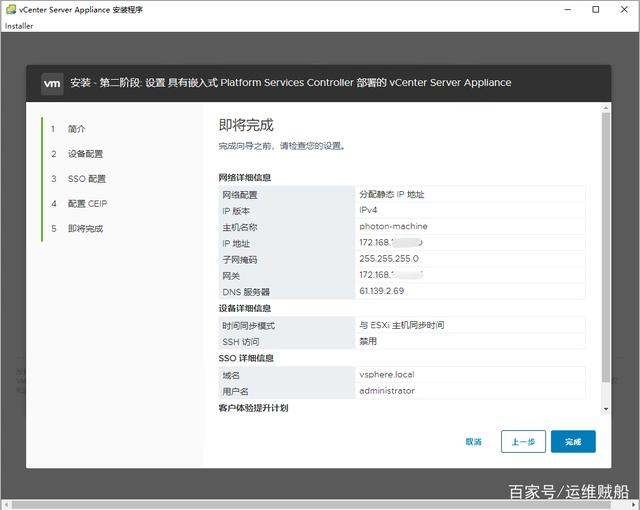 vCenter Server Appliance 安装程序
Installer
vm 安装 - 第二阶段: 设置 具有嵌入式 Platform Services Controller 部署的 vCenter Server Appliance
1 简介
2 设备配置
3 SSO 配置
4 配置 CEIP
5 即将完成
即将完成
完成向导之前，请检查您的设置。
网络详细信息
网络配置 分配静态 IP 地址
IP 版本 IPv4
主机名称 photon-machine
IP 地址 172.168.
子网掩码 255.255.255.0
网关 172.168.
DNS 服务器 61.139.2.69
设备详细信息
时间同步模式 与 ESXi 主机同步时间
SSH 访问 禁用
SSO 详细信息
域名 vsphere.local
用户名 administrator
客户体验提升计划
取消 上一步 完成
百家号/运维贼船